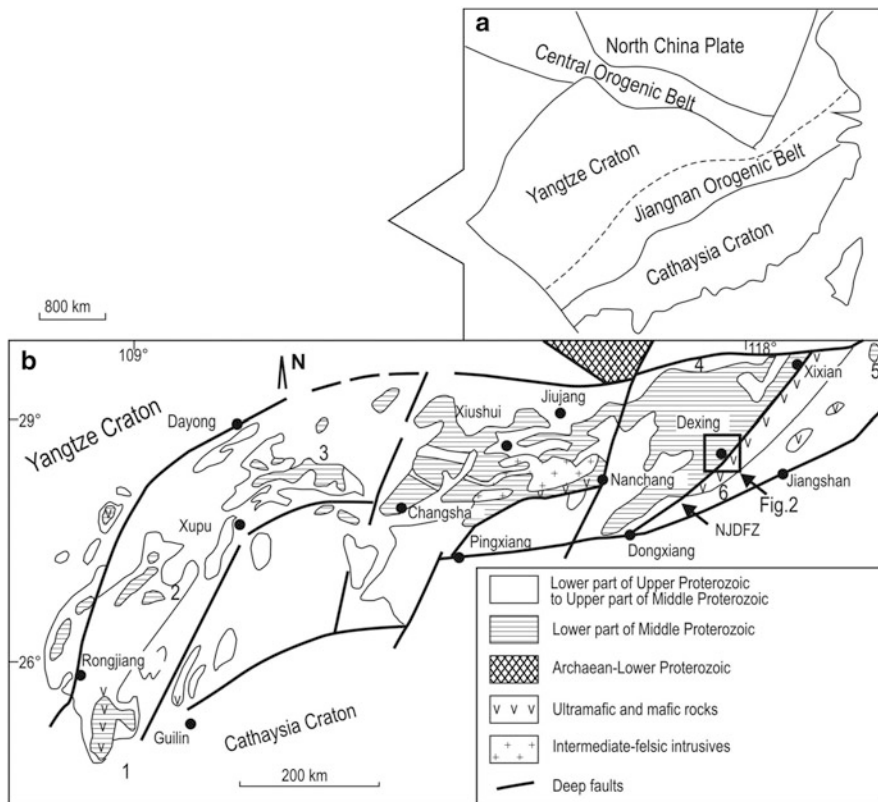 a
North China Plate
Central Orogenic Belt
Yangtze Craton
Jiangnan Orogenic Belt
Cathaysia Craton
800 km
b
109°
N
118°
4
5
Xixian
29°
Yangtze Craton
Dayong
Xiushui
Jiujang
Dexing
3
Nanchang
Jiangshan
6
Fig.2
Changsha
Xupu
NJDFZ
Pingxiang
Dongxiang
2
26°
Rongjiang
Guilin
Cathaysia Craton
1
200 km
Lower part of Upper Proterozoic
to Upper part of Middle Proterozoic
Lower part of Middle Proterozoic
Archaean-Lower Proterozoic
Ultramafic and mafic rocks
Intermediate-felsic intrusives
Deep faults